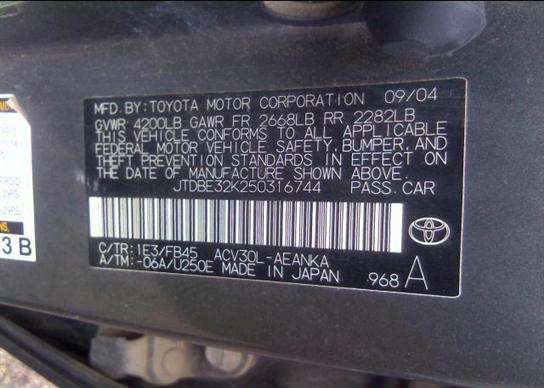 MFD. BY: TOYOTA MOTOR CORPORATION 09/04
GVWR 4200LB GAWR FR 2668LB RR 2282LB
THIS VEHICLE CONFORMS TO ALL APPLICABLE
FEDERAL MOTOR VEHICLE SAFETY, BUMPER, AND
THEFT PREVENTION STANDARDS IN EFFECT ON
THE DATE OF MANUFACTURE SHOWN ABOVE.
JTDBE32K250316744 PASS. CAR
C/TR: 1E3/FB45 ACV30L-AEANKA
A/TM: -06A/U250E MADE IN JAPAN
968 A
3 B